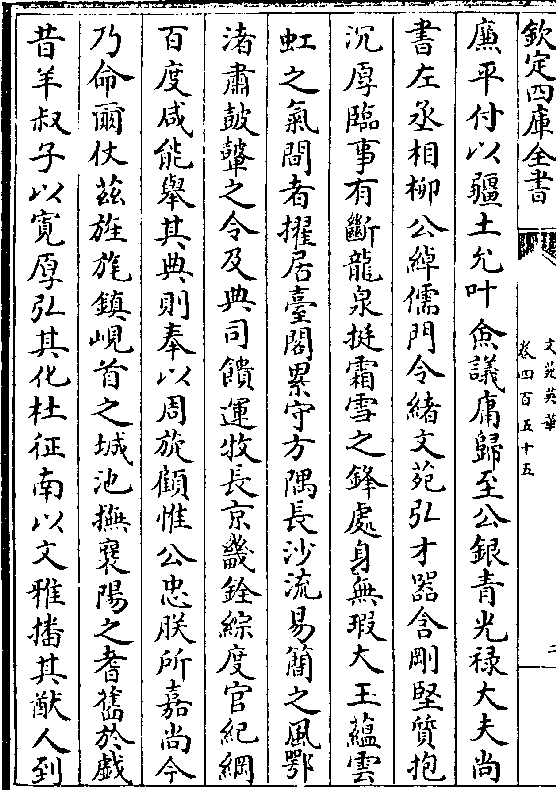 欽定四庫全書
文苑英華
卷四百五十五
二
廉平付以疆土允叶僉議庸歸至公銀青光禄大夫尚
書左丞相柳公綽儒門令緒文苑弘才器含剛堅質抱
沉厚臨事有斷龍泉挺霜雪之鋒處身無瑕大玉藴雲
虹之氣間者擢居臺閣累守方隅長沙流易簡之風鄂
渚肅鼓鼙之令及典司饋運牧長京畿銓綜度官紀綱
百度咸能舉其典則奉以周旋顧惟公忠朕所嘉尚今
乃命爾仗兹旌旄鎮峴首之城池撫襄陽之耆舊於戲
昔羊叔子以寛厚弘其化杜征南以文雅播其猷人到